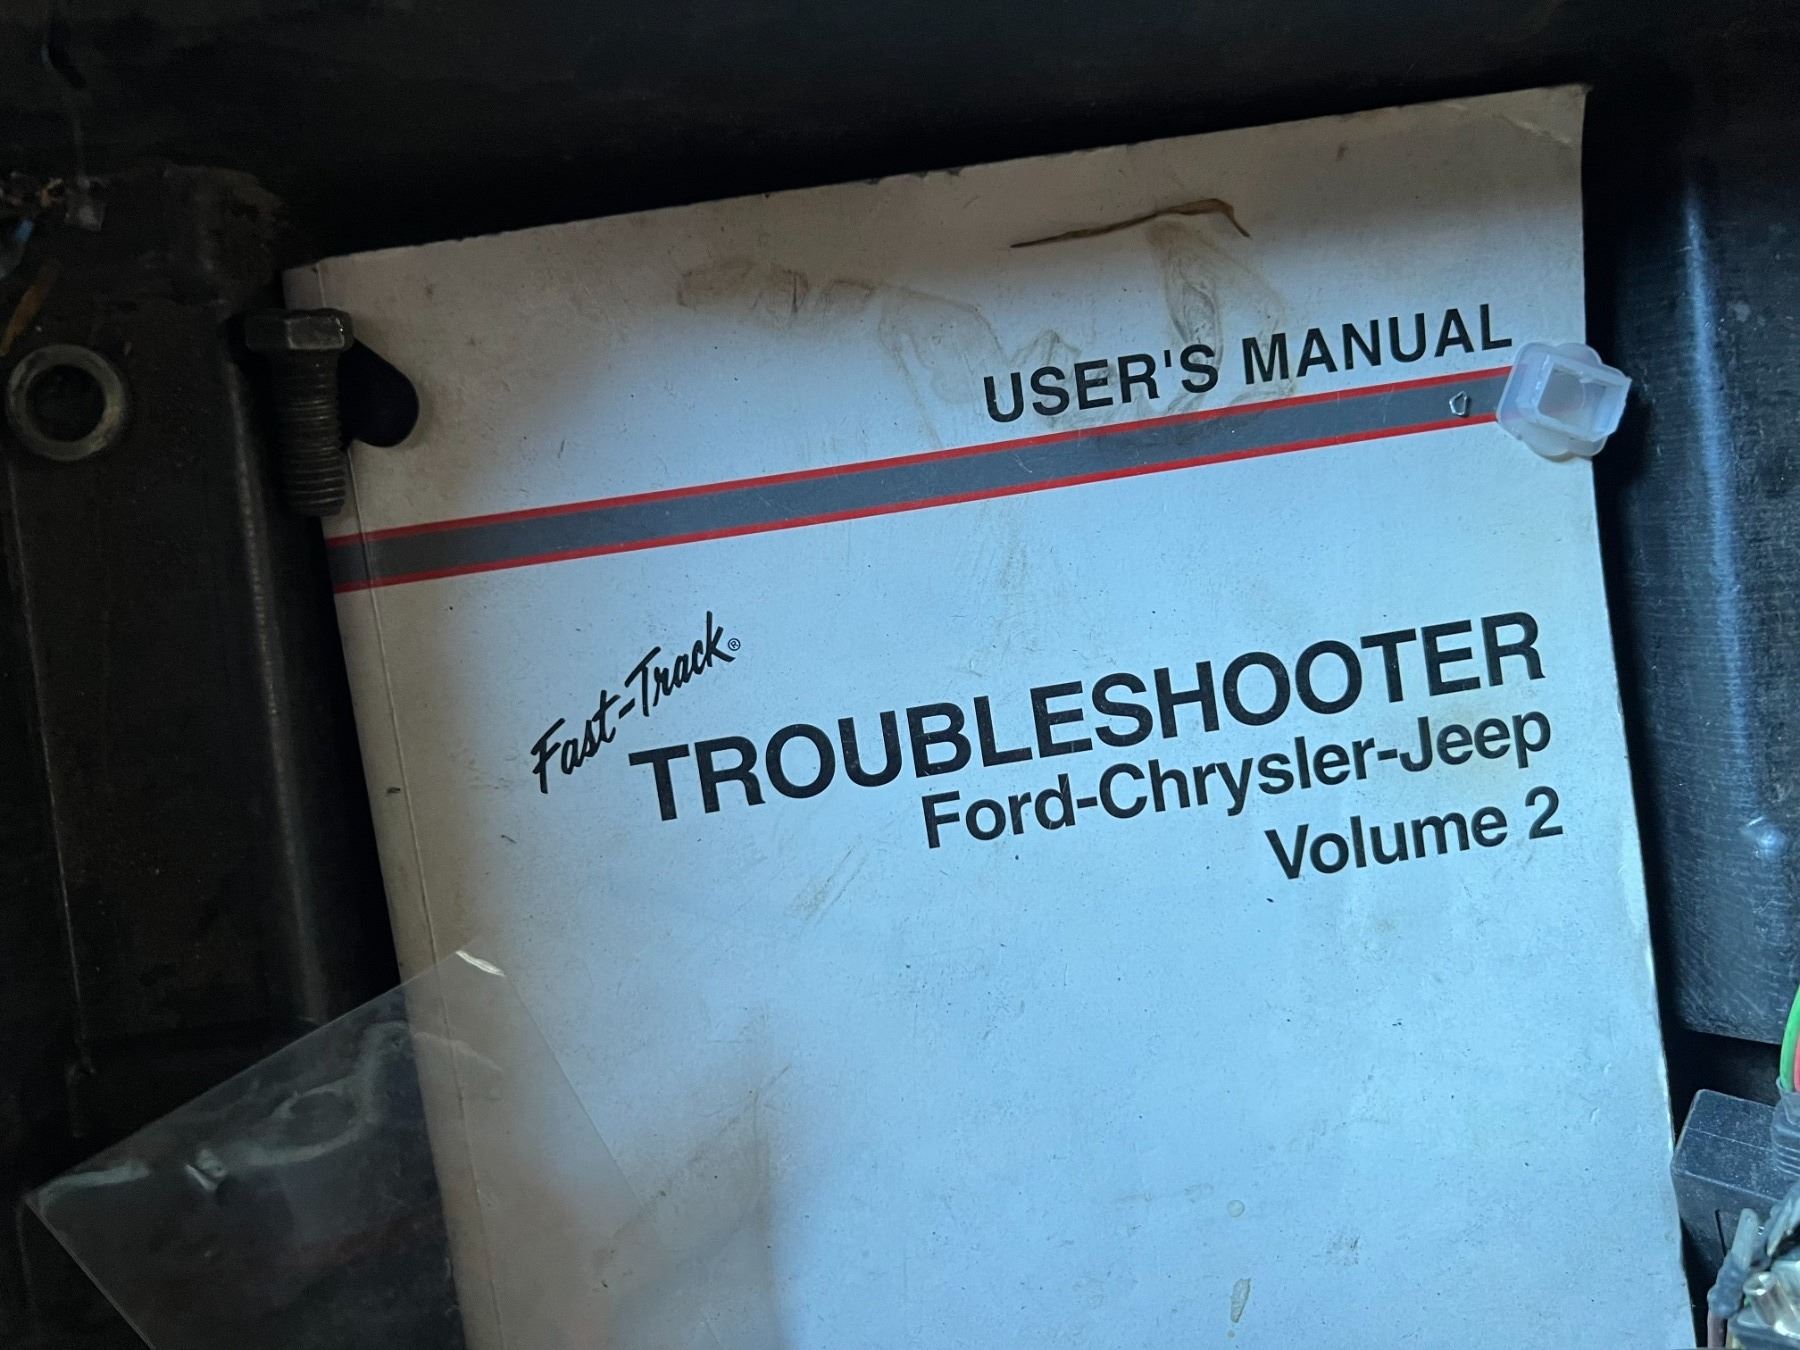 USER'S MANUAL
Fast-Track®
TROUBLESHOOTER
Ford-Chrysler-Jeep
Volume 2